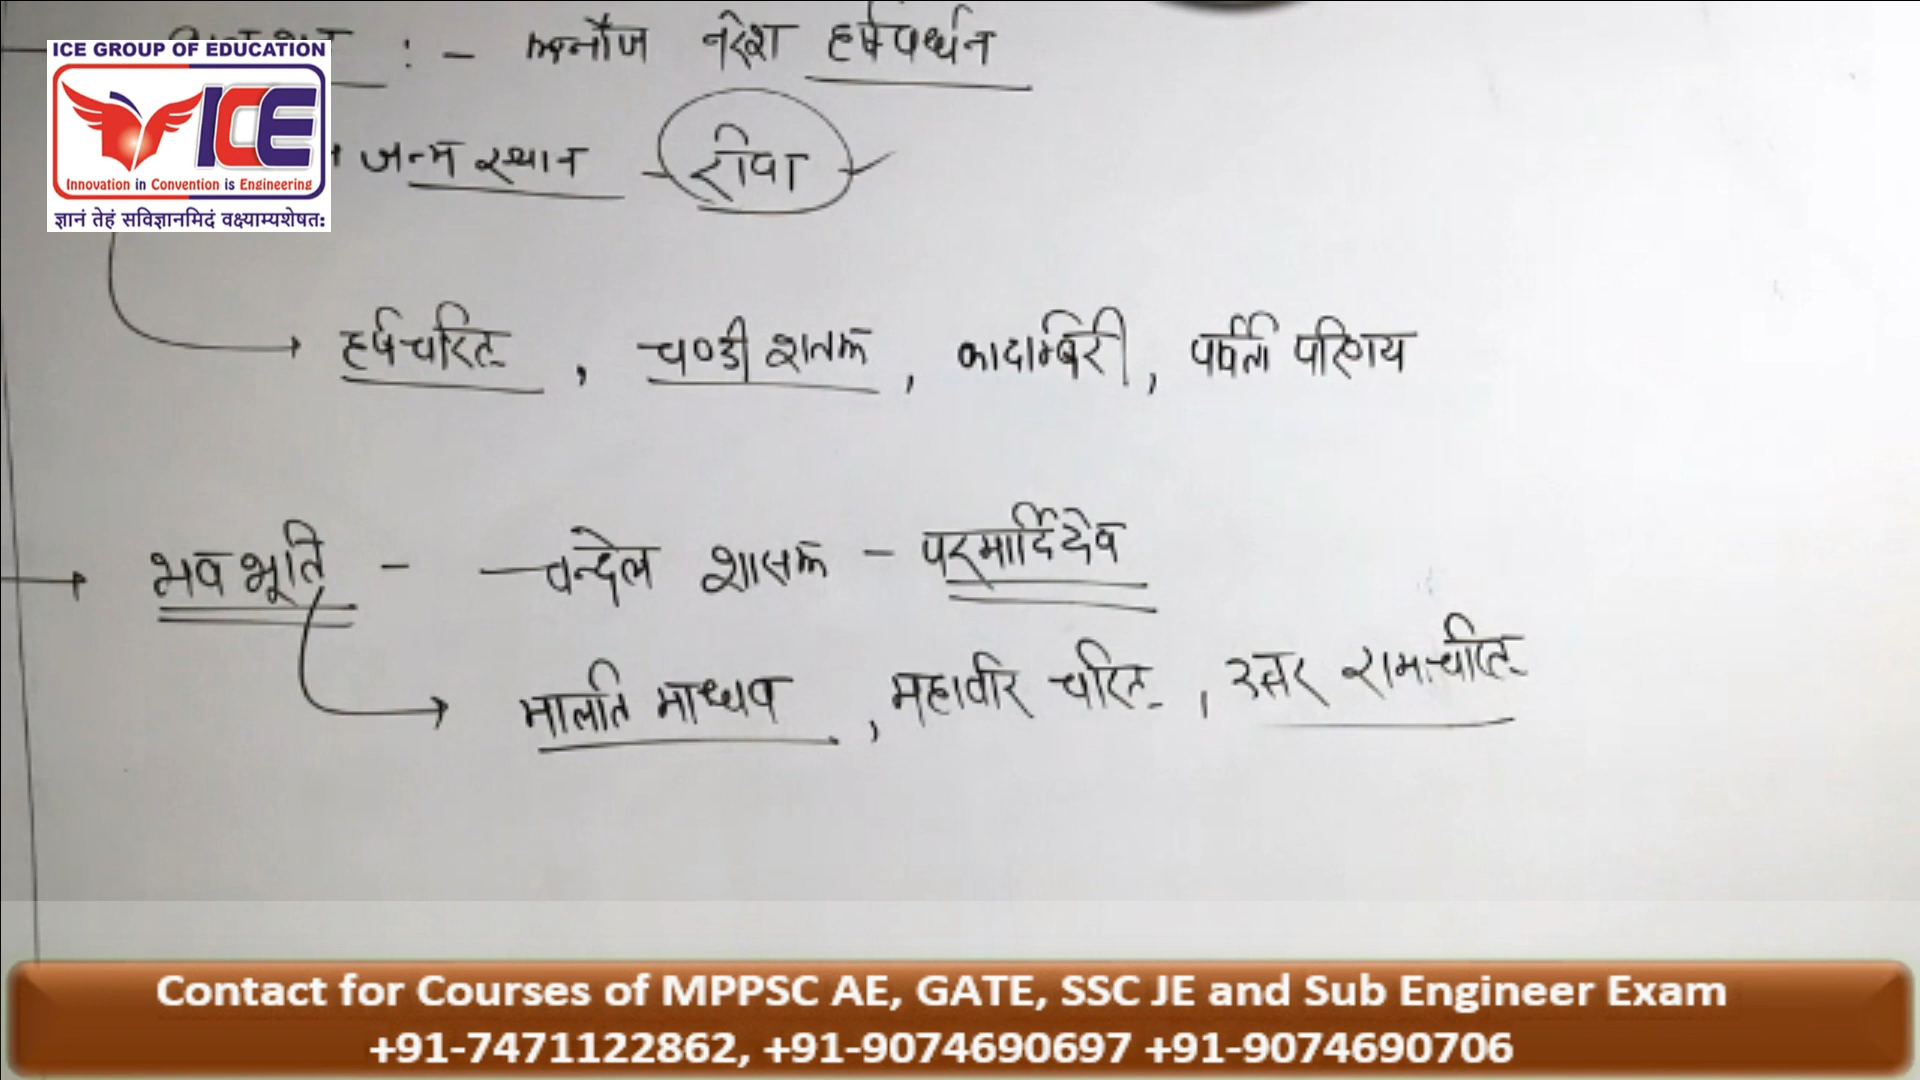 : - कन्नौज नरेश हर्षवर्धन
ICE GROUP OF EDUCATION
ICE
Innovation in Convention is Engineering
ज्ञानं तेहं सविज्ञानमिदं वक्ष्याम्यशेषत:
जन्म स्थान - रीवा
हर्षचरित , चण्डी शतक , कादाम्बिरी , पर्वती परिणय
भवभूति - चन्देल शासक - परमार्दिदेव
मालति माधव , महावीर चरित , उत्तर रामचरित
Contact for Courses of MPPSC AE, GATE, SSC JE and Sub Engineer Exam
+91-7471122862, +91-9074690697 +91-9074690706